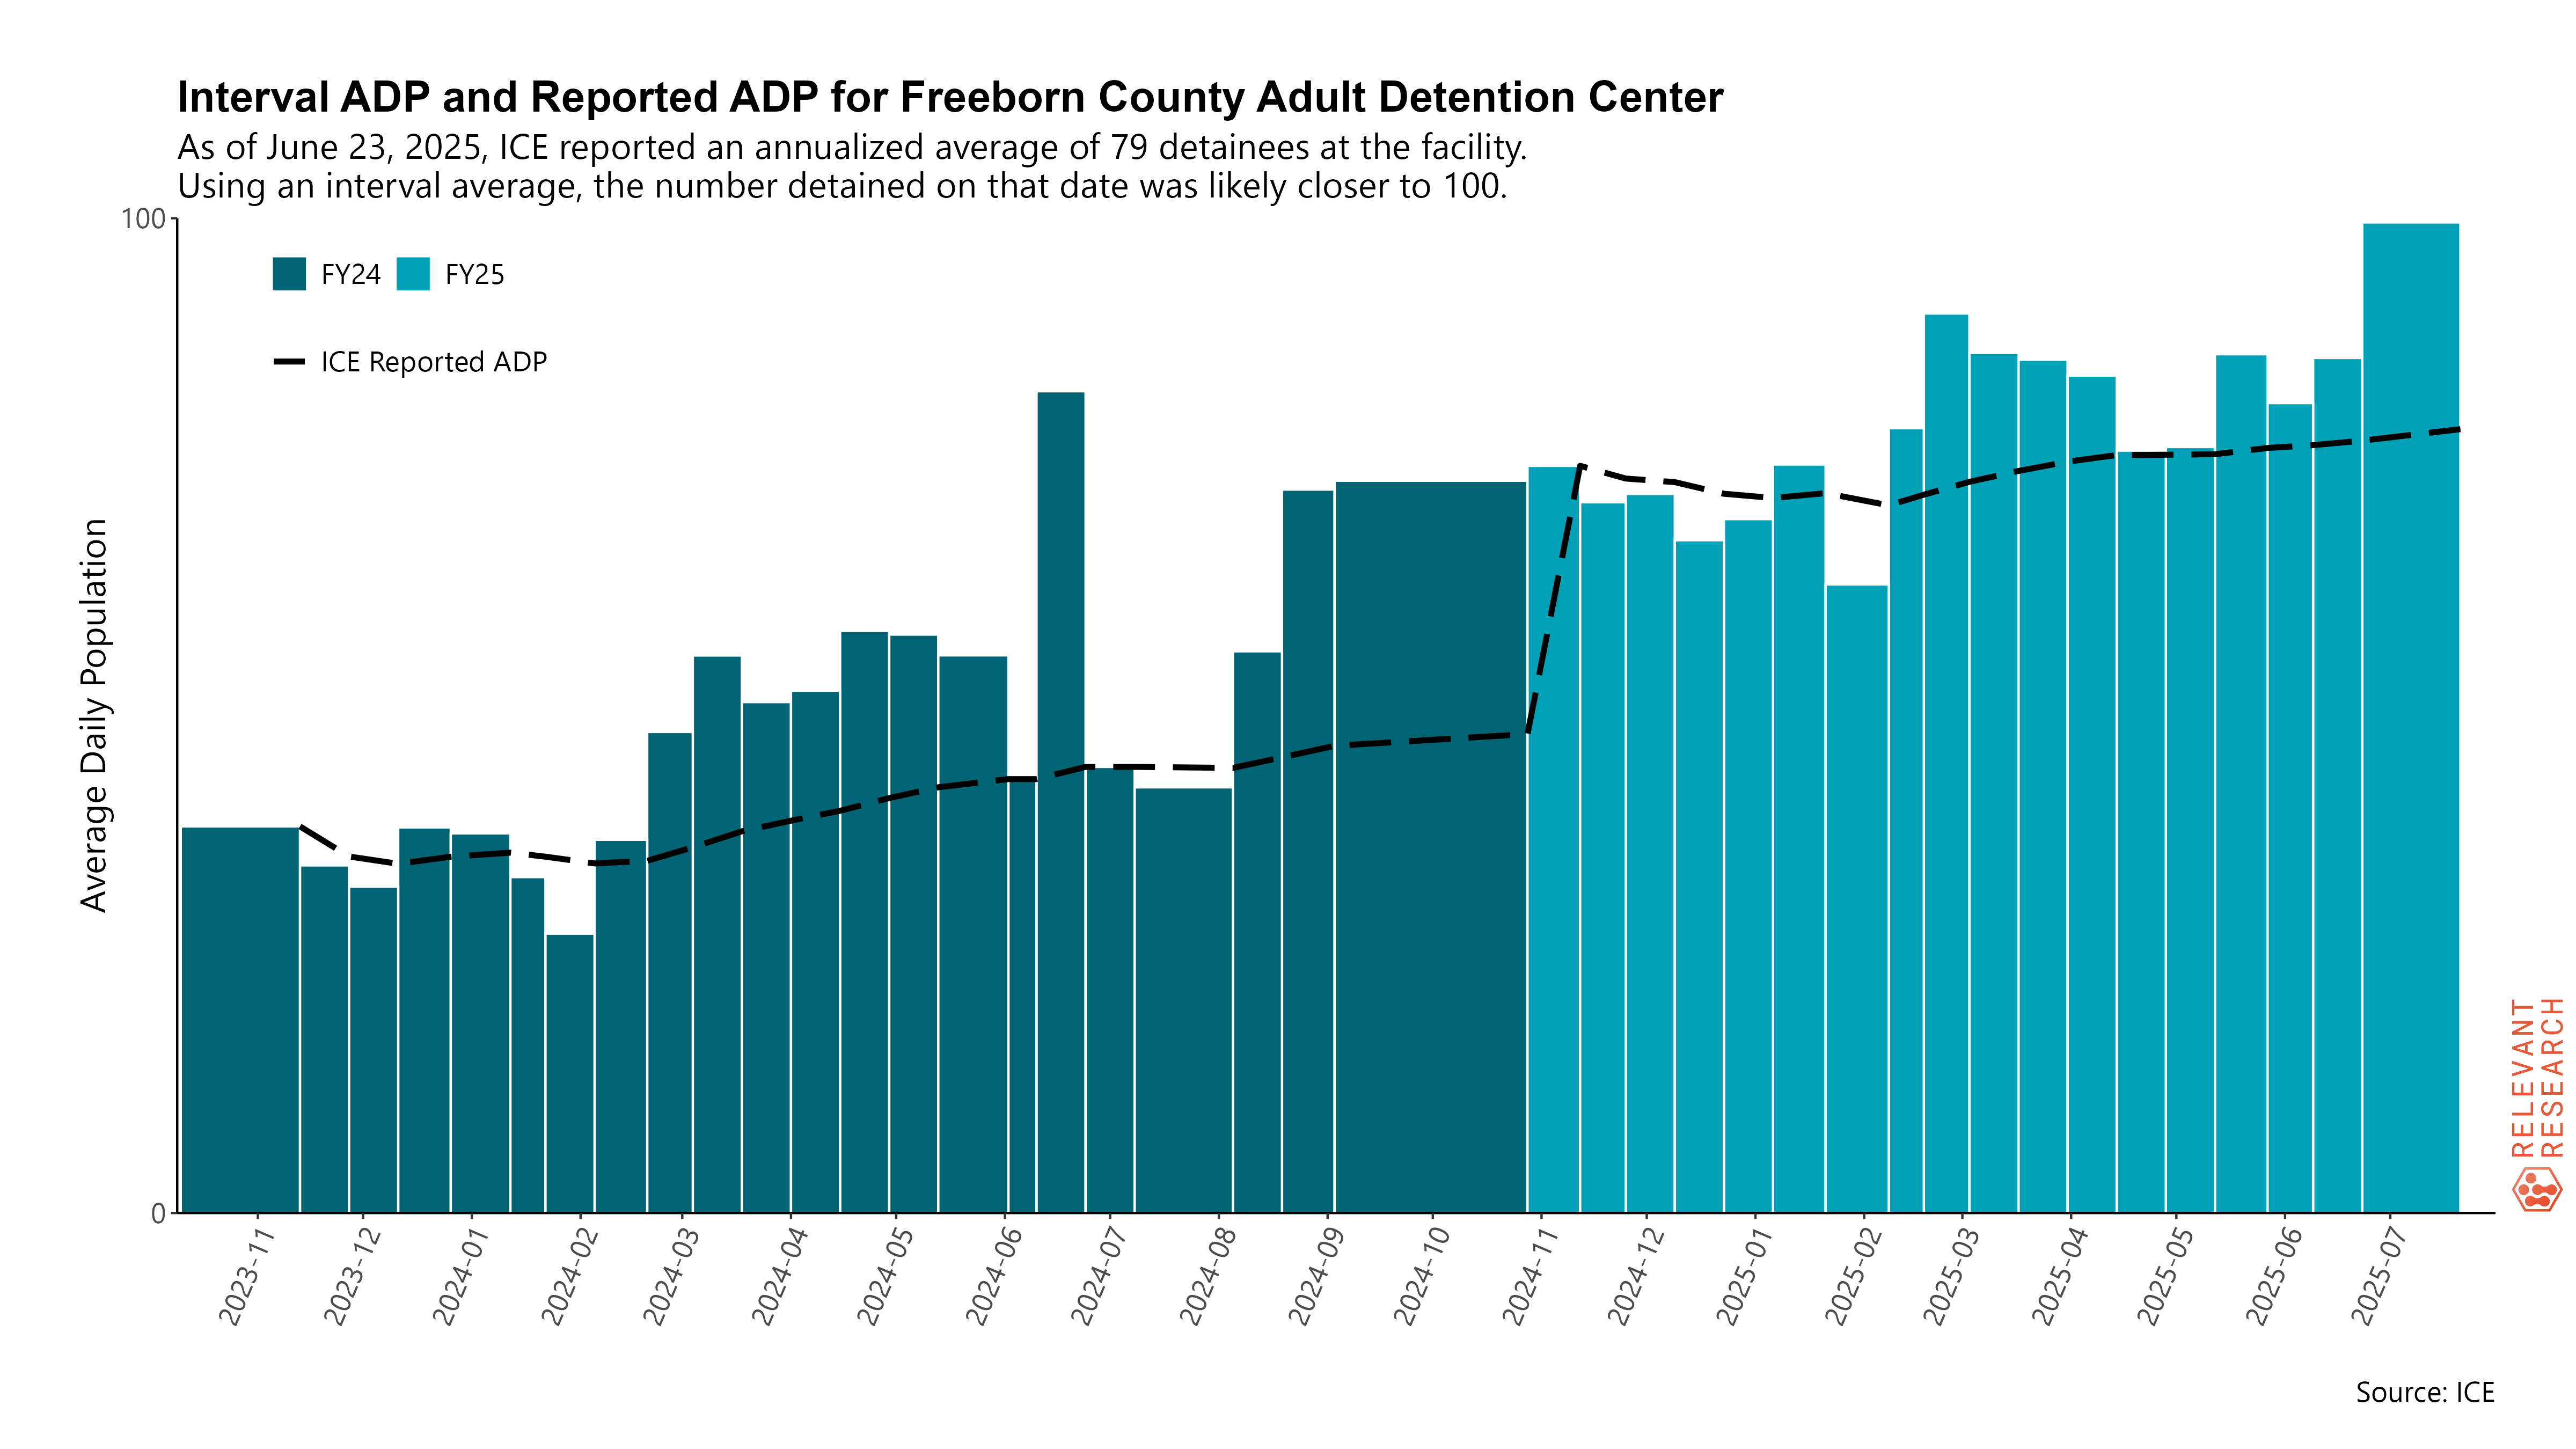 Interval ADP and Reported ADP for Freeborn County Adult Detention Center
As of June 23, 2025, ICE reported an annualized average of 79 detainees at the facility.
Using an interval average, the number detained on that date was likely closer to 100.
100
FY24
FY25
ICE Reported ADP
Average Daily Population
0
2023-11
2023-12
2024-01
2024-02
2024-03
2024-04
2024-05
2024-06
2024-07
2024-08
2024-09
2024-10
2024-11
2024-12
2025-01
2025-02
2025-03
2025-04
2025-05
2025-06
2025-07
RELEVANT
RESEARCH
Source: ICE